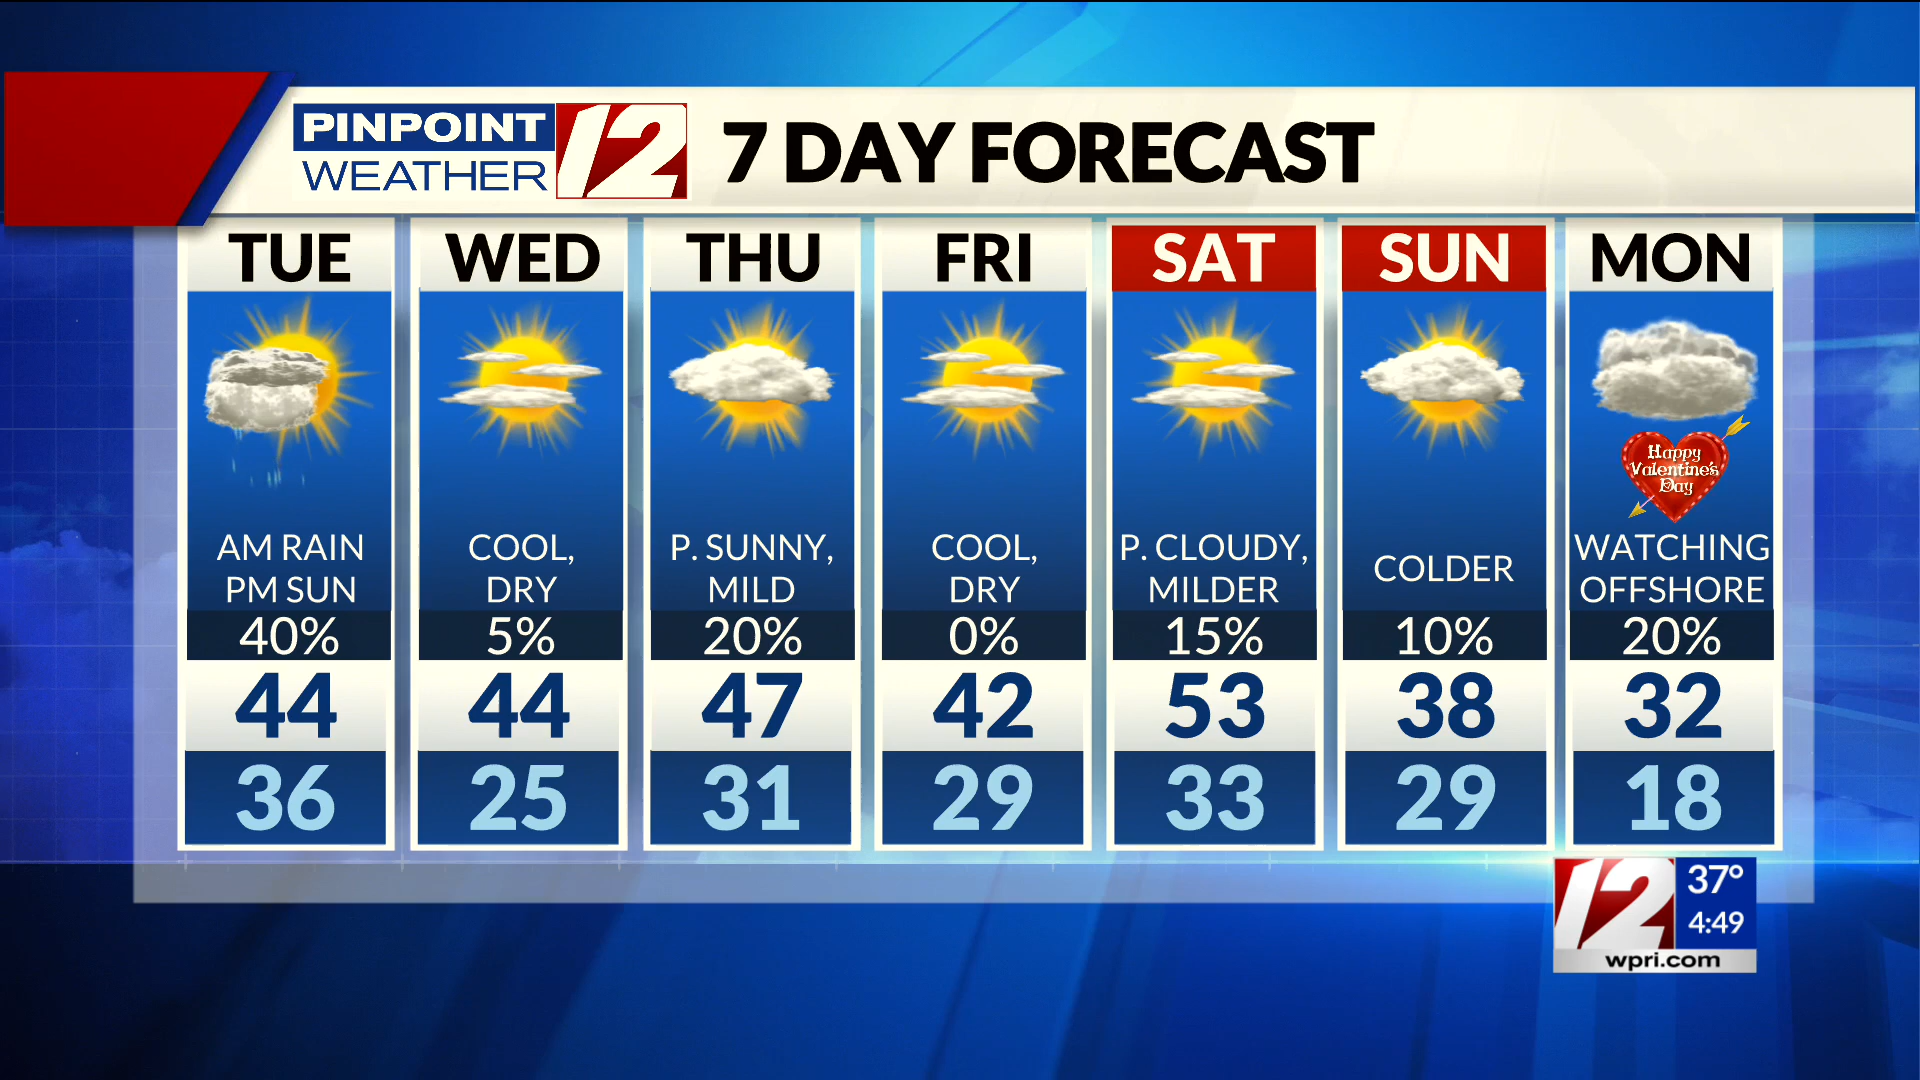 PINPOINT
WEATHER
12
7 DAY FORECAST
TUE
AM RAIN
PM SUN
40%
44
36
WED
COOL,
DRY
5%
44
25
THU
P. SUNNY,
MILD
20%
47
31
FRI
COOL,
DRY
0%
42
29
SAT
P. CLOUDY,
MILDER
15%
53
33
SUN
COLDER
10%
38
29
MON
Happy
Valentine's
Day
WATCHING
OFFSHORE
20%
32
18
12
37°
4:49
wpri.com